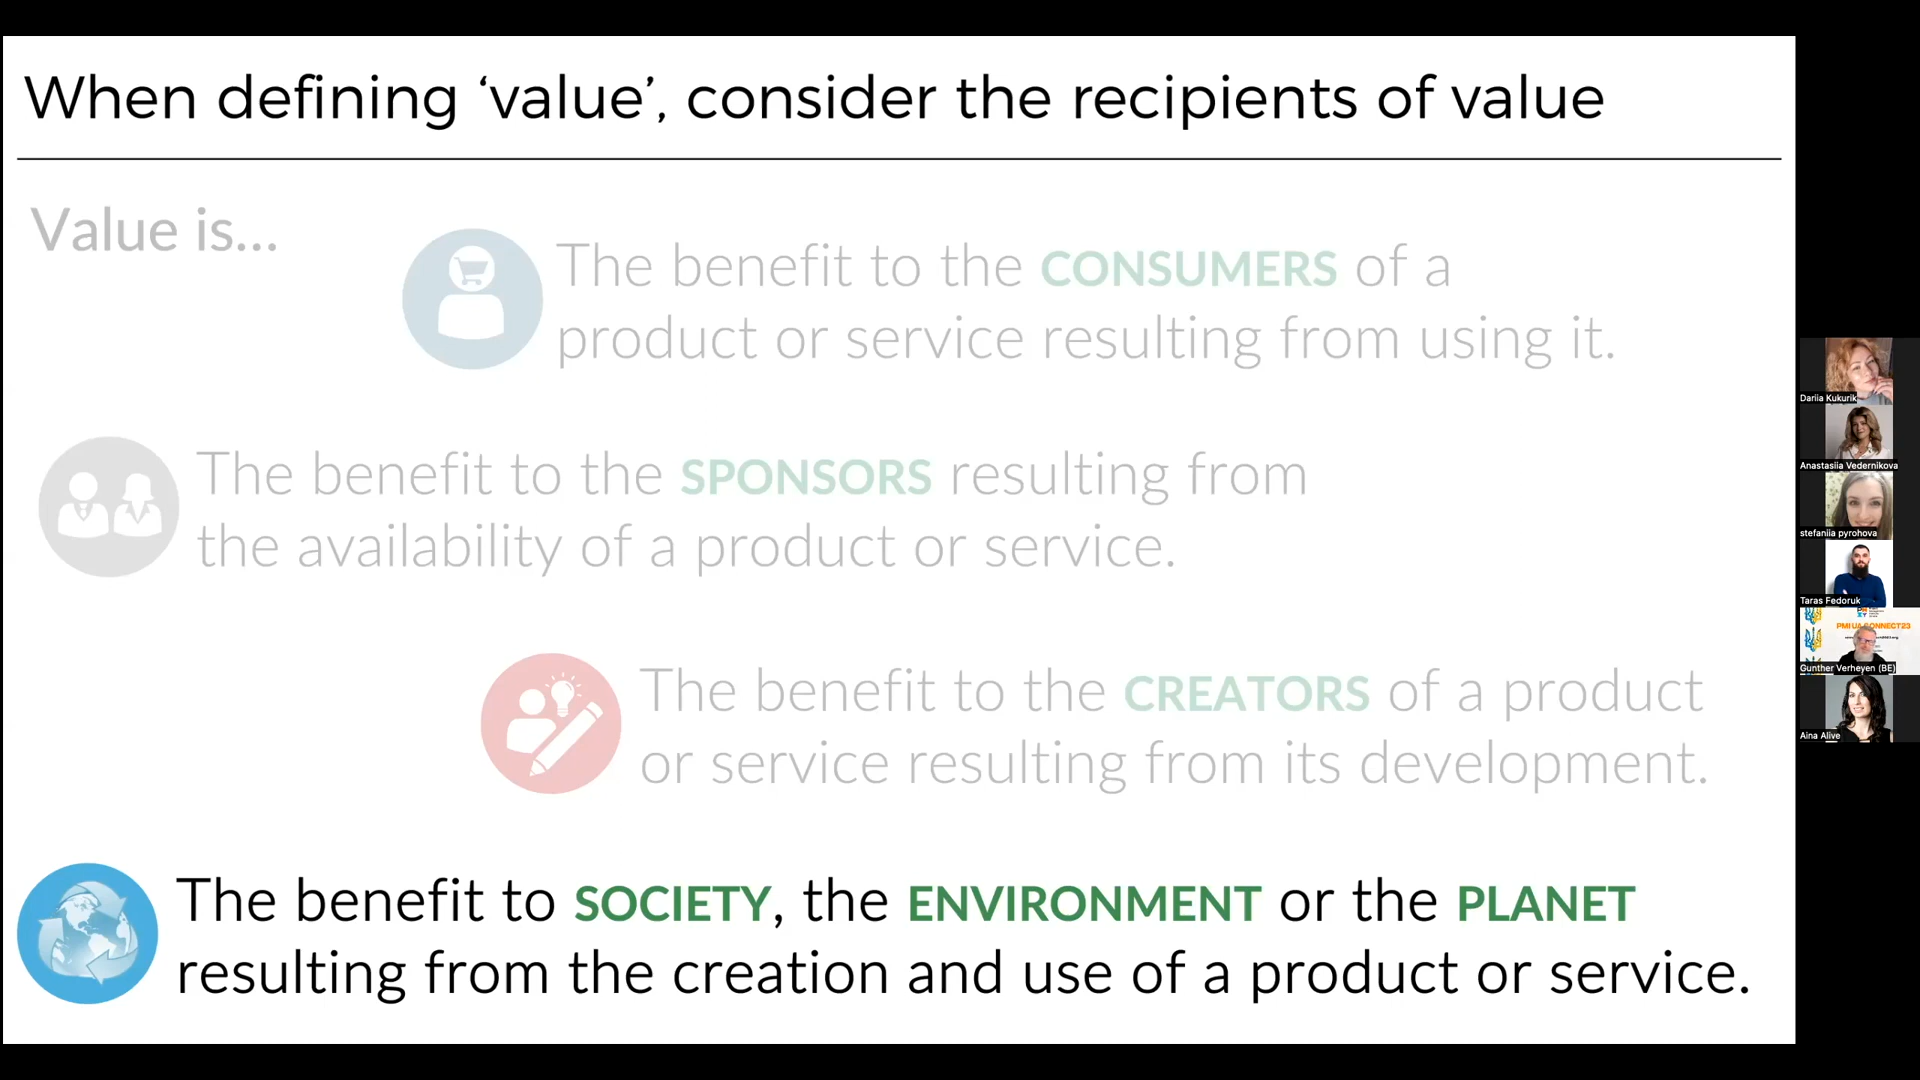 When defining ‘value’, consider the recipients of value
Value is...
The benefit to the CONSUMERS of a
product or service resulting from using it.
The benefit to the SPONSORS resulting from
the availability of a product or service.
The benefit to the CREATORS of a product
or service resulting from its development.
The benefit to SOCIETY, the ENVIRONMENT or the PLANET
resulting from the creation and use of a product or service.
Dariia Kukurik
Anastasiia Vedernikova
stefaniia pyrohova
Taras Fedoruk
PMI UA CONNECT23
Gunther Verheyen (BE)
Aina Alive